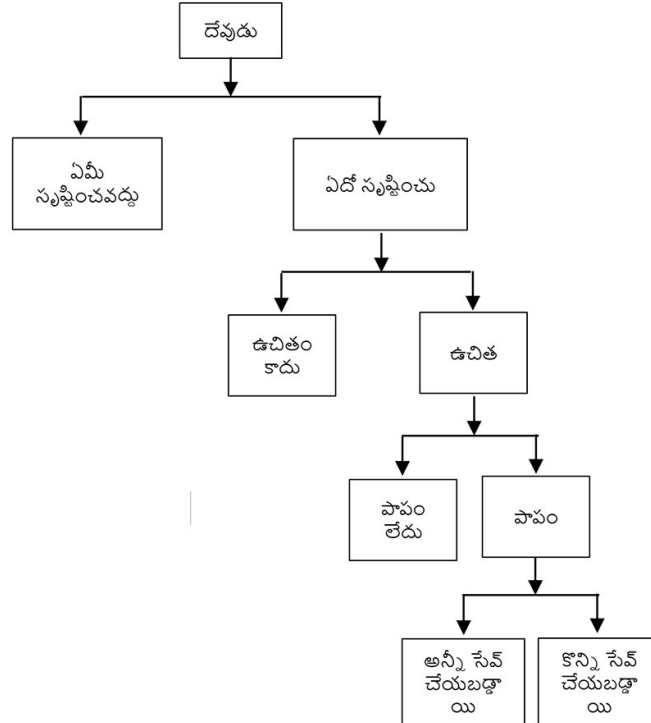 దేవుడు
ఏమీ
సృష్టించవద్దు
ఏదో సృష్టించు
ఉచితం
కాదు
ఉచిత
పాపం
లేదు
పాపం
అన్నీ సేవ్
చేయబడ్డా
యి
కొన్ని సేవ్
చేయబడ్డా
యి